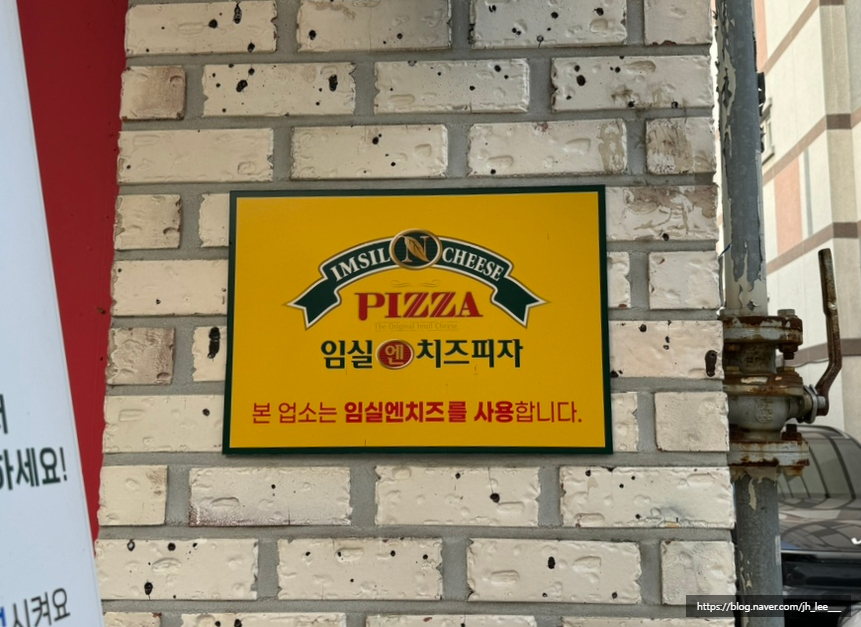 IMSIL N CHEESE
PIZZA
The Original Imsil Cheese
임실엔치즈피자
본 업소는 임실엔치즈를 사용합니다.
하세요!
시켜요
https://blog.naver.com/jh_lee__